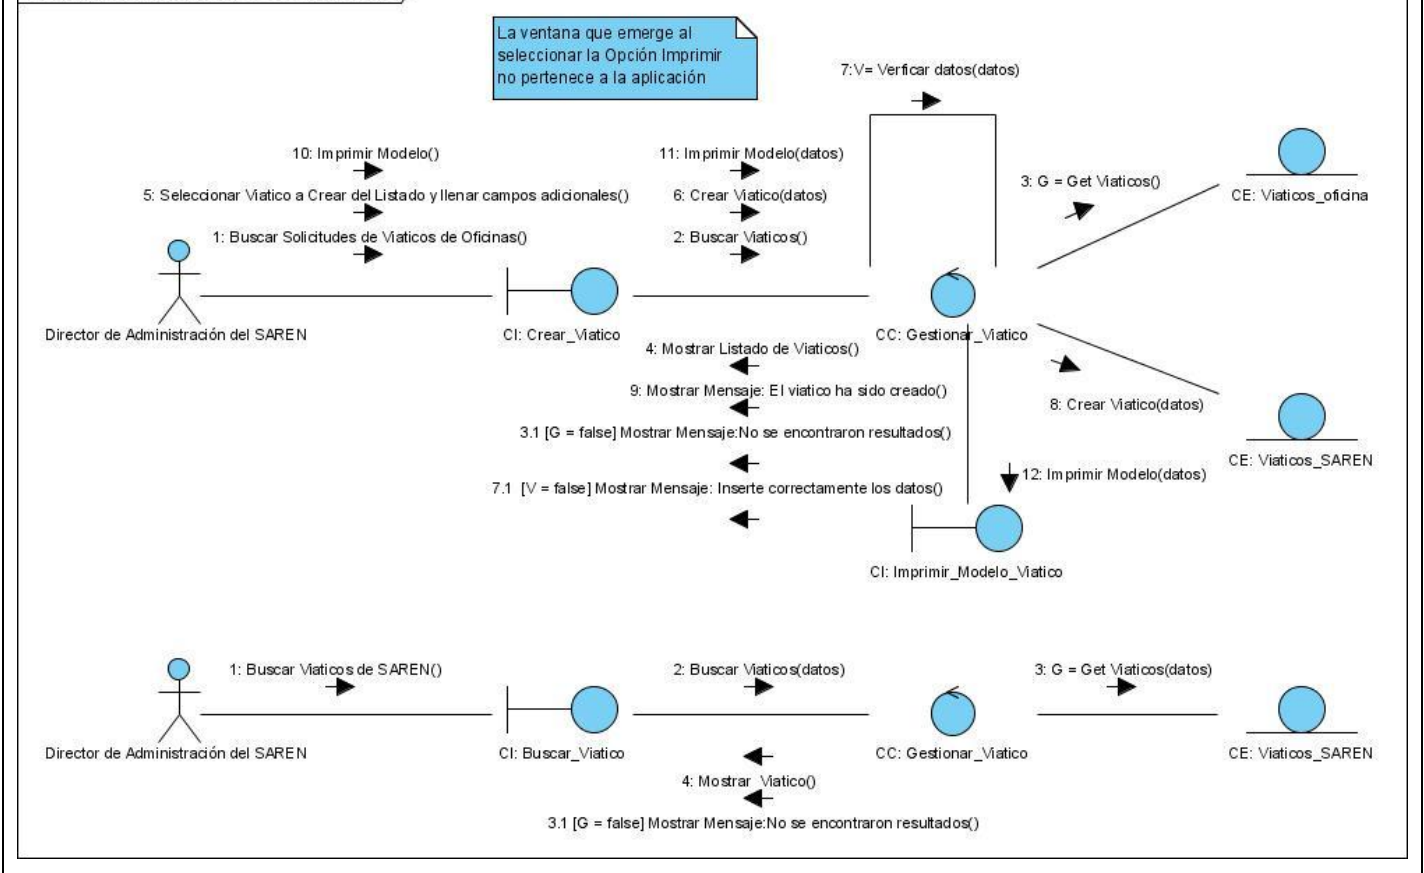 La ventana que emerge al
seleccionar la Opción Imprimir
no pertenece a la aplicación
7:V= Verficar datos(datos)
10: Imprimir Modelo()
11: Imprimir Modelo(datos)
5: Seleccionar Viatico a Crear del Listado y llenar campos adicionales()
6: Crear Viatico(datos)
3: G = Get Viaticos()
CE: Viaticos_oficina
1: Buscar Solicitudes de Viaticos de Oficinas()
2: Buscar Viaticos()
Director de Administración del SAREN
CI: Crear_Viatico
CC: Gestionar_Viatico
4: Mostrar Listado de Viaticos()
9: Mostrar Mensaje: El viatico ha sido creado()
8: Crear Viatico(datos)
3.1 [G = false] Mostrar Mensaje:No se encontraron resultados()
CE: Viaticos_SAREN
12: Imprimir Modelo(datos)
7.1 [V = false] Mostrar Mensaje: Inserte correctamente los datos()
CI: Imprimir_Modelo_Viatico
1: Buscar Viaticos de SAREN()
2: Buscar Viaticos(datos)
3: G = Get Viaticos(datos)
Director de Administración del SAREN
CI: Buscar_Viatico
CC: Gestionar_Viatico
CE: Viaticos_SAREN
4: Mostrar Viatico()
3.1 [G = false] Mostrar Mensaje:No se encontraron resultados()